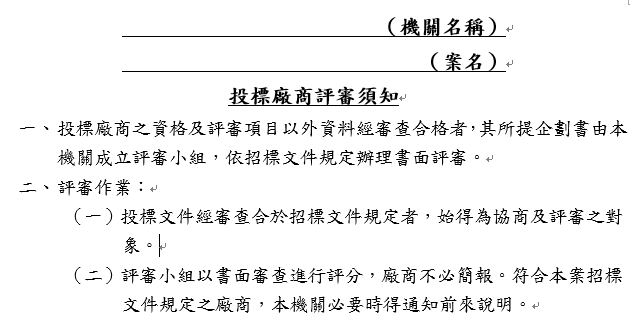 （機關名稱）
（案名）
投標廠商評審須知
一、投標廠商之資格及評審項目以外資料經審查合格者，其所提企劃書由本
機關成立評審小組，依招標文件規定辦理書面評審。
二、評審作業：
（一）投標文件經審查合於招標文件規定者，始得為協商及評審之對
象。
（二）評審小組以書面審查進行評分，廠商不必簡報。符合本案招標
文件規定之廠商，本機關必要時得通知前來說明。